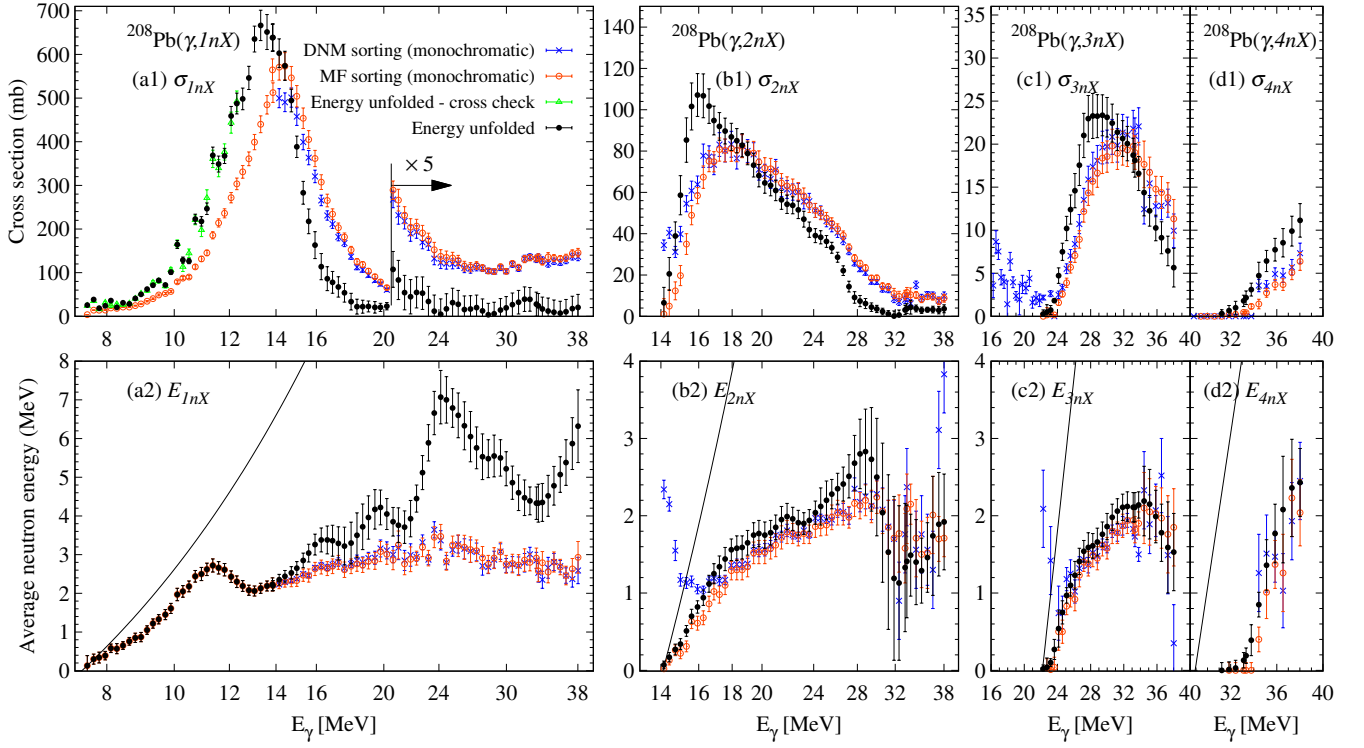 Cross section (mb)
700
600
500
400
300
200
100
0
²⁰⁸Pb(γ,1nX)
(a1) σ1nX
DNM sorting (monochromatic)
MF sorting (monochromatic)
Energy unfolded - cross check
Energy unfolded
× 5
8 10 12 14 16 20 24 30 38
140
120
100
80
60
40
20
0
²⁰⁸Pb(γ,2nX)
(b1) σ2nX
14 16 18 20 24 28 32 38
35
30
25
20
15
10
5
0
²⁰⁸Pb(γ,3nX)
(c1) σ3nX
16 20 24 28 32 36 40
²⁰⁸Pb(γ,4nX)
(d1) σ4nX
32 36 40
Average neutron energy (MeV)
8
7
6
5
4
3
2
1
0
(a2) E1nX
8 10 12 14 16 20 24 30 38
Eγ [MeV]
4
3
2
1
0
(b2) E2nX
14 16 18 20 24 28 32 38
Eγ [MeV]
4
3
2
1
0
(c2) E3nX
16 20 24 28 32 36 40
Eγ [MeV]
(d2) E4nX
32 36 40
Eγ [MeV]